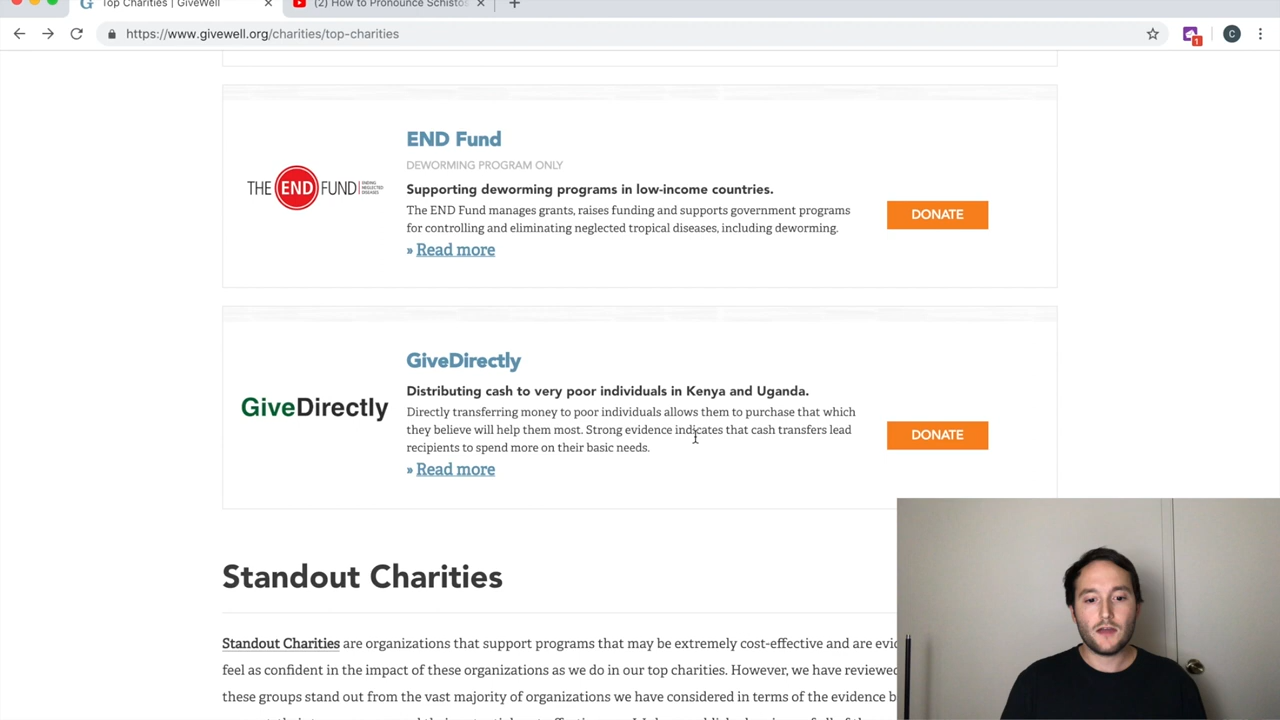 Top Charities | GiveWell
(2) How to Pronounce Schistos
https://www.givewell.org/charities/top-charities
1
C
END Fund
DEWORMING PROGRAM ONLY
THE END FUND ENDING NEGLECTED DISEASES
Supporting deworming programs in low-income countries.
The END Fund manages grants, raises funding and supports government programs
for controlling and eliminating neglected tropical diseases, including deworming.
» Read more
DONATE
GiveDirectly
GiveDirectly
Distributing cash to very poor individuals in Kenya and Uganda.
Directly transferring money to poor individuals allows them to purchase that which
they believe will help them most. Strong evidence indicates that cash transfers lead
recipients to spend more on their basic needs.
» Read more
DONATE
Standout Charities
Standout Charities are organizations that support programs that may be extremely cost-effective and are evi
feel as confident in the impact of these organizations as we do in our top charities. However, we have reviewed
these groups stand out from the vast majority of organizations we have considered in terms of the evidence b